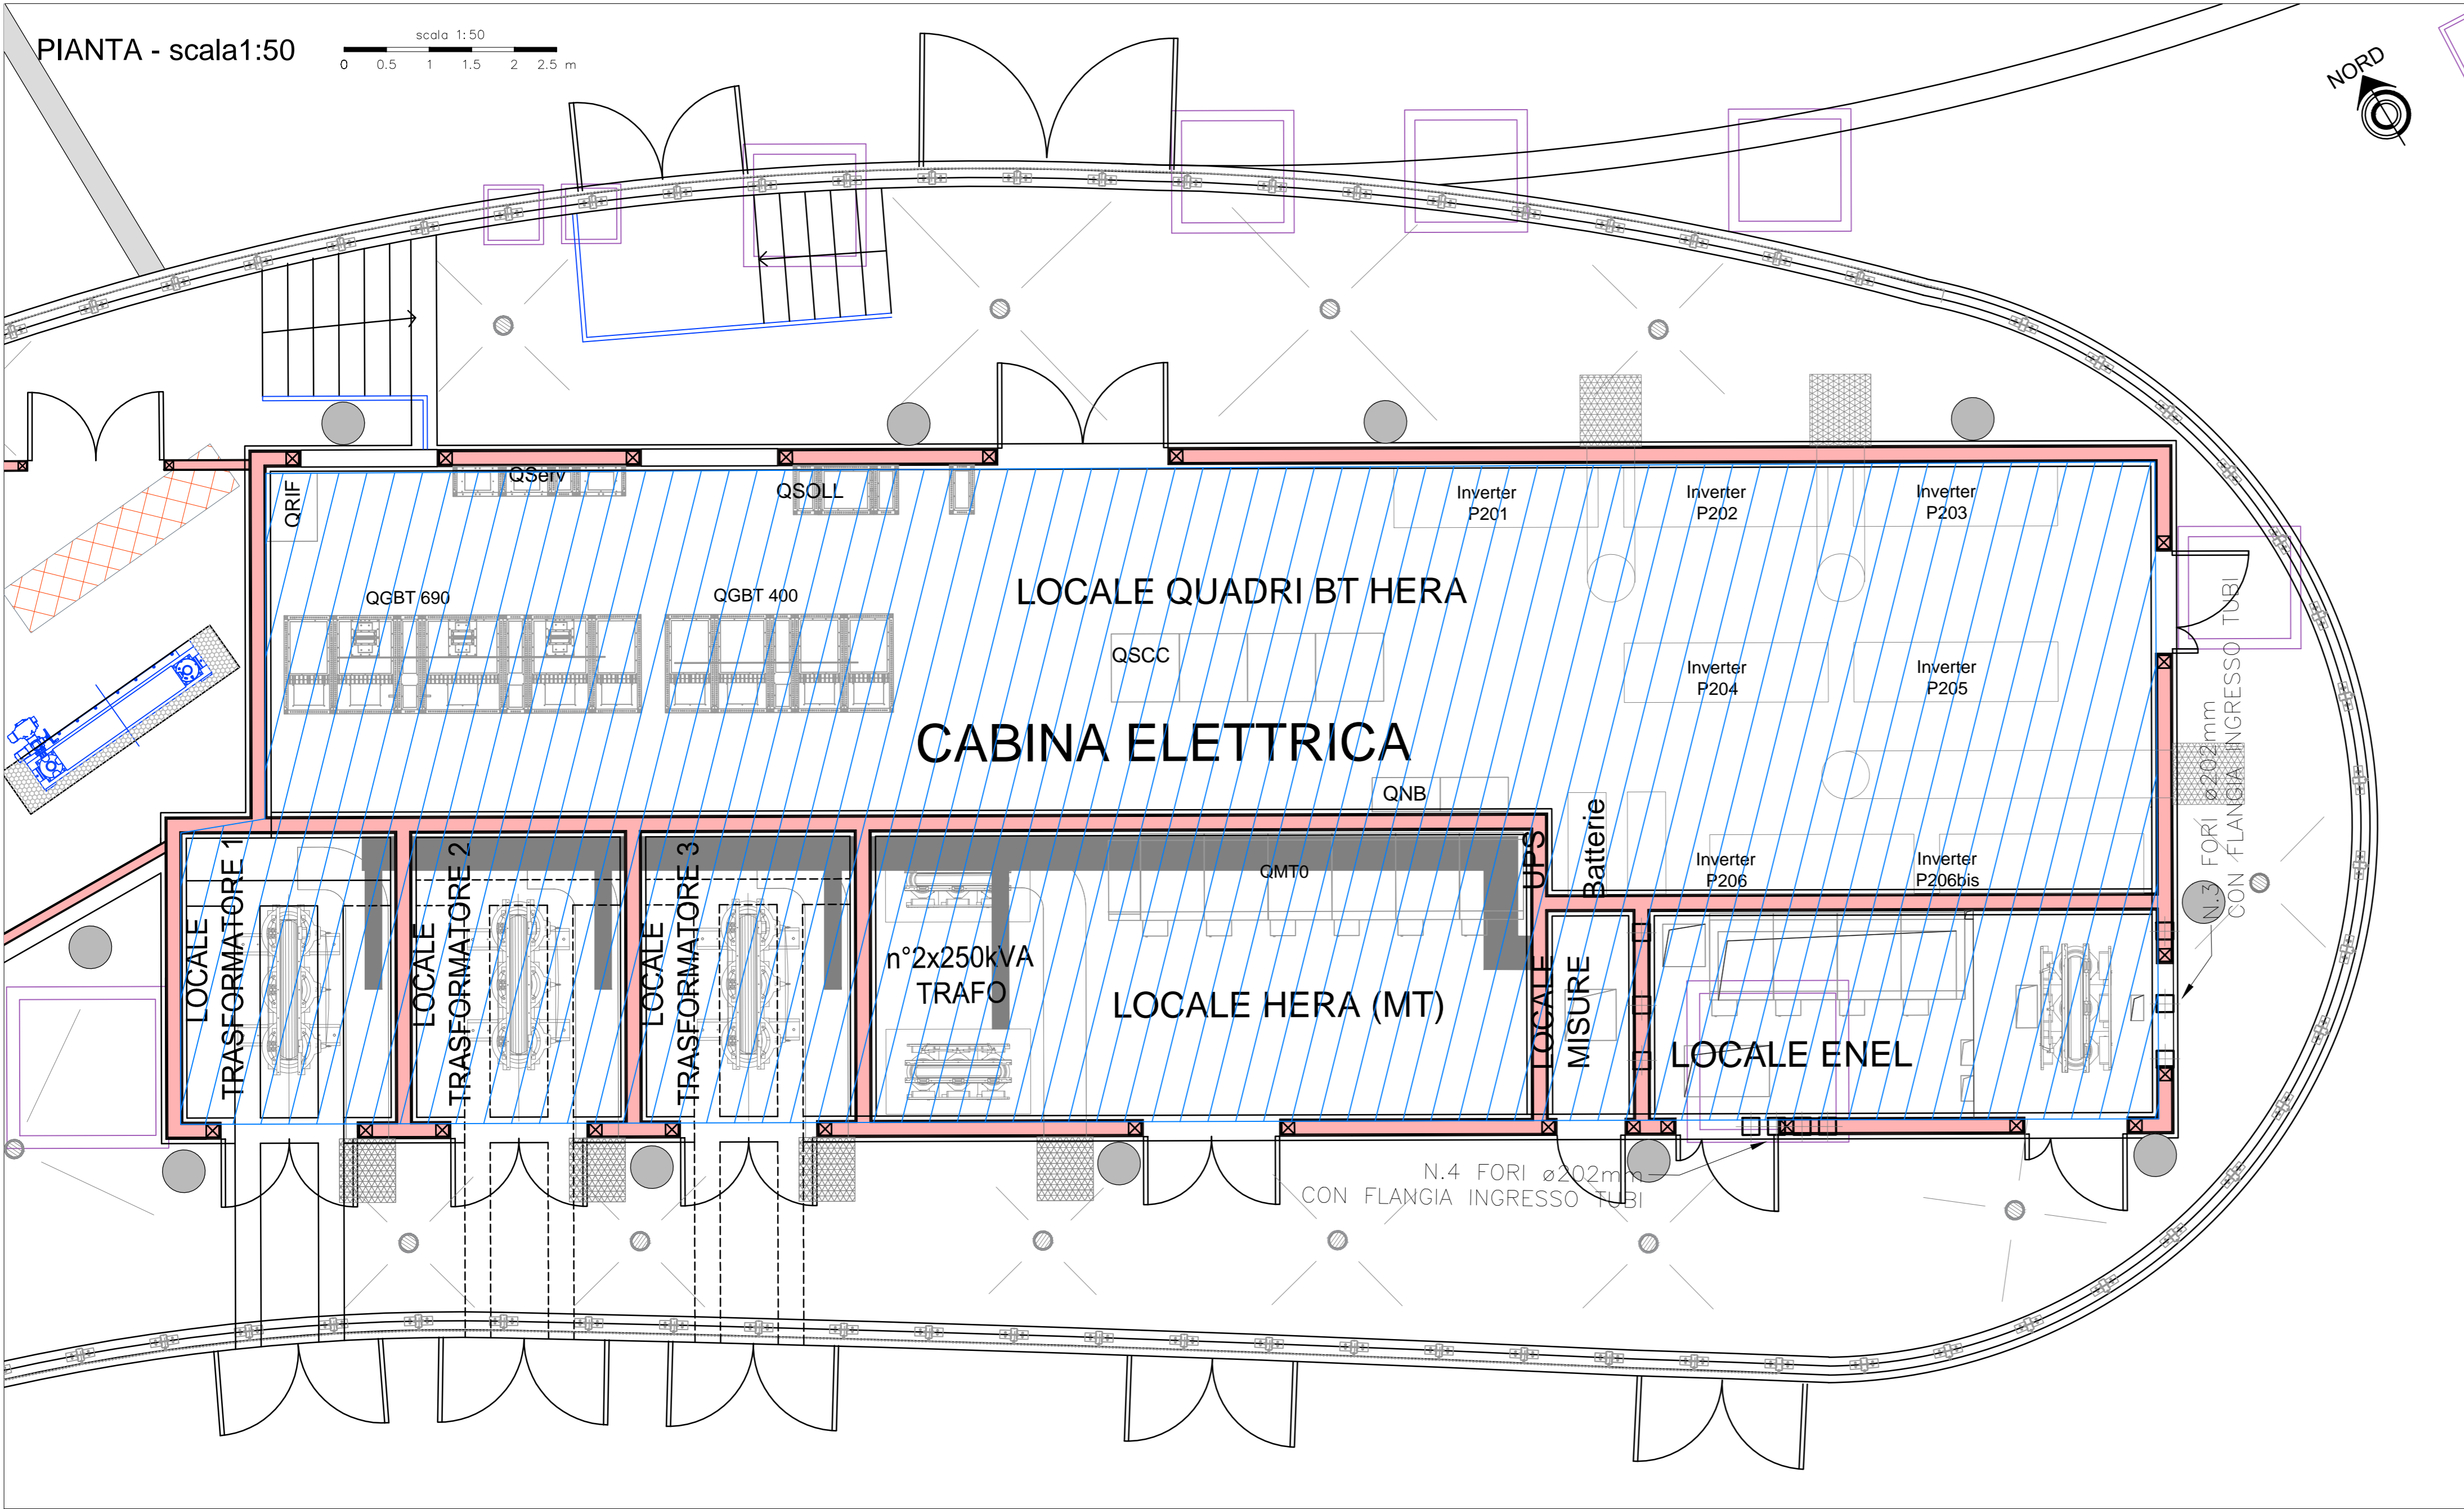 PIANTA - scala1:50
scala 1:50
0 0.5 1 1.5 2 2.5 m
NORD
QRIF
QServ
QSOLL
Inverter
P201
Inverter
P202
Inverter
P203
QGBT 690
QGBT 400
LOCALE QUADRI BT HERA
QSCC
Inverter
P204
Inverter
P205
CABINA ELETTRICA
QNB
UPS
Batterie
Inverter
P206
Inverter
P206bis
N.3 FORI ø202mm
CON FLANGIA INGRESSO TUBI
LOCALE
TRASFORMATORE 1
LOCALE
TRASFORMATORE 2
LOCALE
TRASFORMATORE 3
QMT0
n°2x250kVA
TRAFO
LOCALE HERA (MT)
LOCALE
MISURE
LOCALE ENEL
N.4 FORI ø202mm
CON FLANGIA INGRESSO TUBI